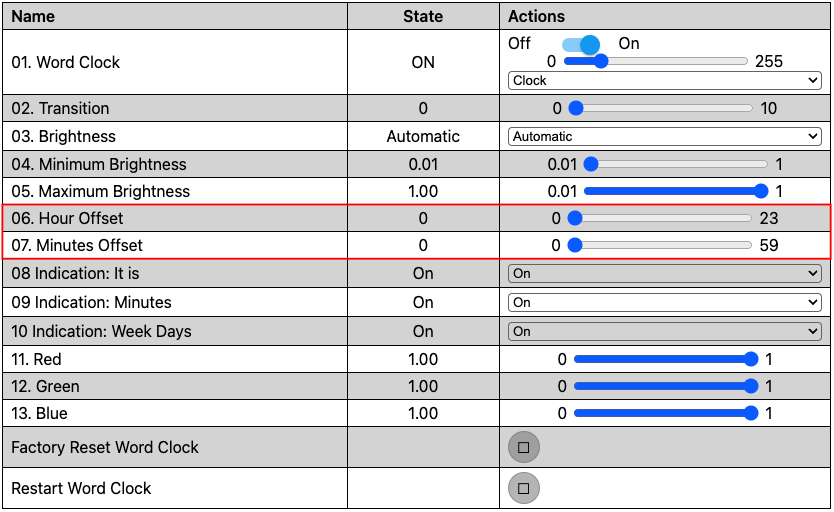 Name State Actions
01. Word Clock ON Off On
0 255
Clock
02. Transition 0 0 10
03. Brightness Automatic Automatic
04. Minimum Brightness 0.01 0.01 1
05. Maximum Brightness 1.00 0.01 1
06. Hour Offset 0 0 23
07. Minutes Offset 0 0 59
08 Indication: It is On On
09 Indication: Minutes On On
10 Indication: Week Days On On
11. Red 1.00 0 1
12. Green 1.00 0 1
13. Blue 1.00 0 1
Factory Reset Word Clock
Restart Word Clock